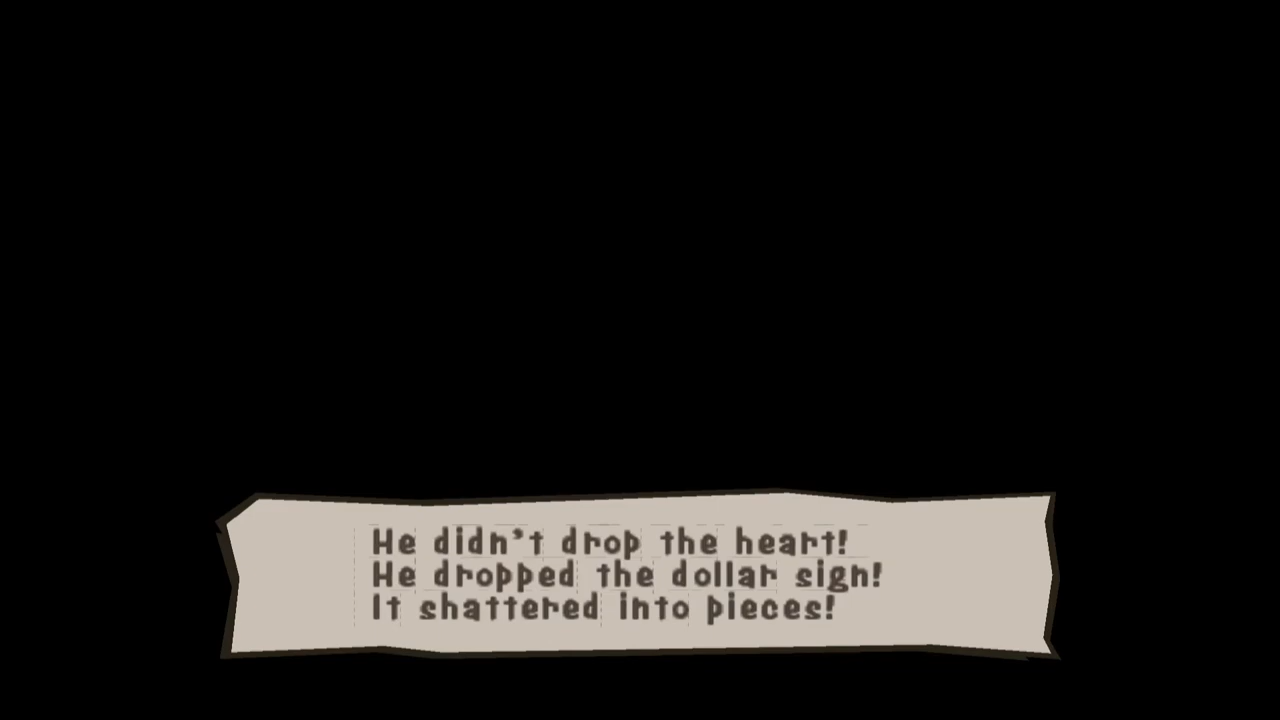 He didn't drop the heart!
He dropped the dollar sign!
It shattered into pieces!